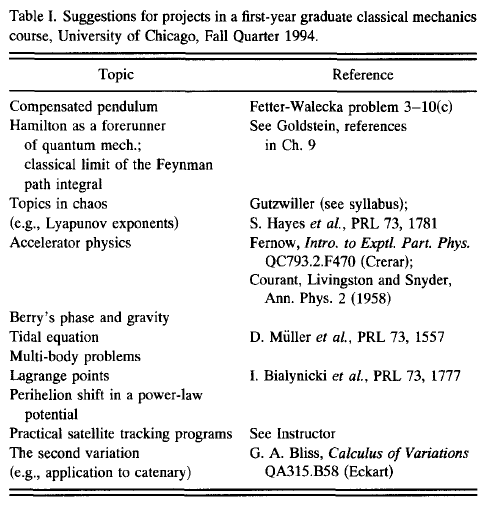 Table I. Suggestions for projects in a first-year graduate classical mechanics
course, University of Chicago, Fall Quarter 1994.
Topic Reference
Compensated pendulum Fetter-Walecka problem 3–10(c)
Hamilton as a forerunner See Goldstein, references
of quantum mech.; in Ch. 9
classical limit of the Feynman
path integral
Topics in chaos Gutzwiller (see syllabus);
(e.g., Lyapunov exponents) S. Hayes et al., PRL 73, 1781
Accelerator physics Fernow, Intro. to Exptl. Part. Phys.
QC793.2.F470 (Crerar);
Courant, Livingston and Snyder,
Ann. Phys. 2 (1958)
Berry's phase and gravity
Tidal equation D. Müller et al., PRL 73, 1557
Multi-body problems
Lagrange points I. Bialynicki et al., PRL 73, 1777
Perihelion shift in a power-law
potential
Practical satellite tracking programs See Instructor
The second variation G. A. Bliss, Calculus of Variations
(e.g., application to catenary) QA315.B58 (Eckart)